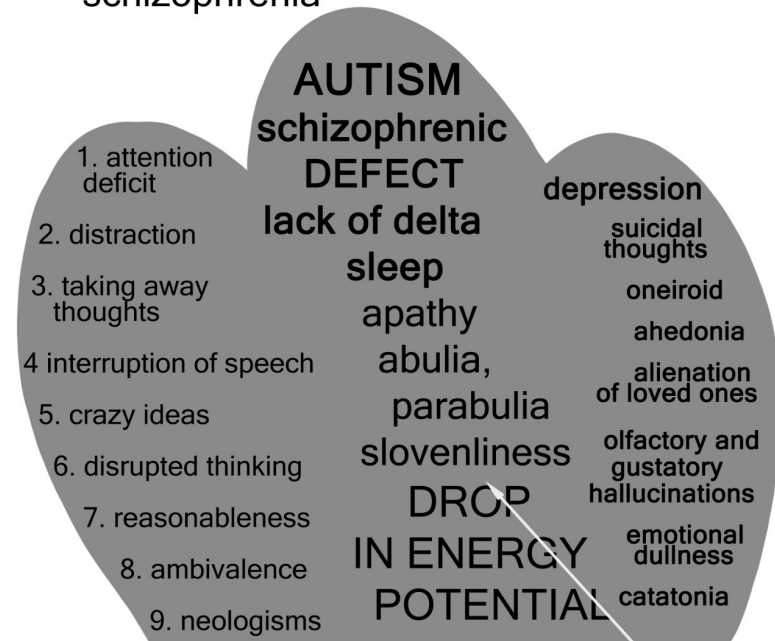 schizophrenia
AUTISM
schizophrenic
DEFECT
lack of delta
sleep
apathy
abulia,
parabulia
slovenliness
DROP
IN ENERGY
POTENTIAL
1. attention
deficit
2. distraction
3. taking away
thoughts
4 interruption of speech
5. crazy ideas
6. disrupted thinking
7. reasonableness
8. ambivalence
9. neologisms
depression
suicidal
thoughts
oneiroid
ahedonia
alienation
of loved ones
olfactory and
gustatory
hallucinations
emotional
dullness
catatonia